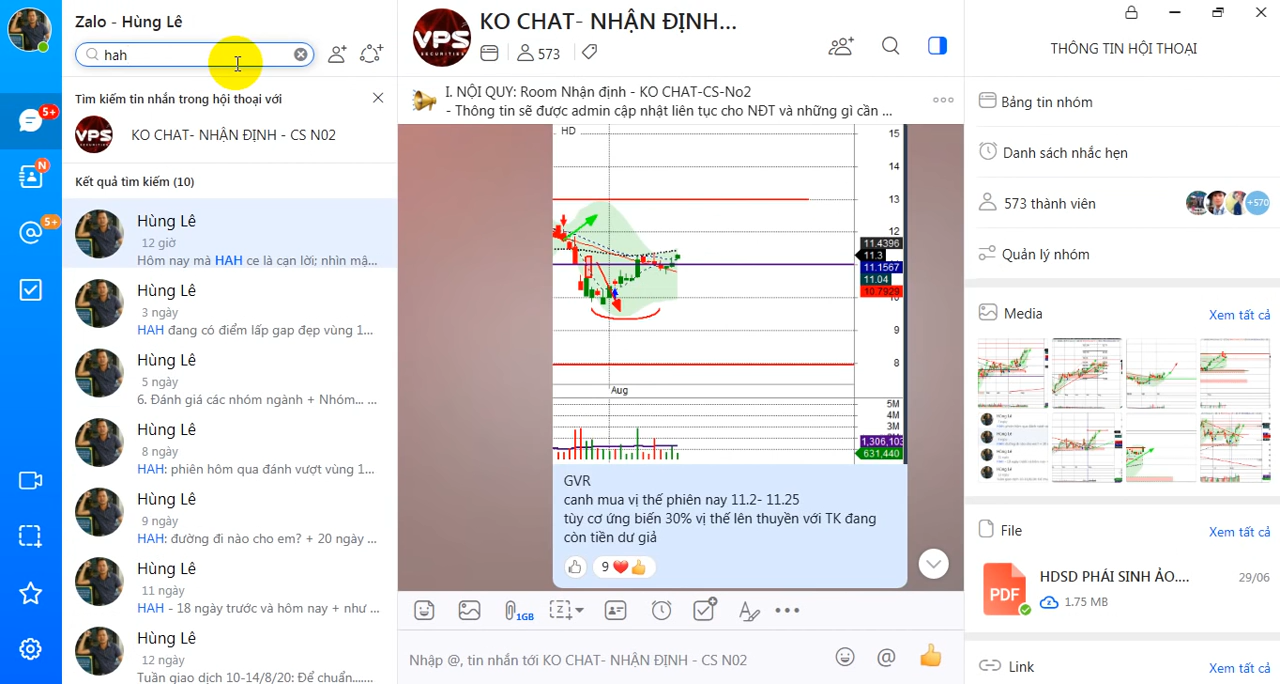 Zalo - Hùng Lê
hah
Tìm kiếm tin nhắn trong hội thoại với
VPS
SECURITIES
KO CHAT- NHẬN ĐỊNH - CS N02
Kết quả tìm kiếm (10)
Hùng Lê
12 giờ
Hôm nay mà HAH ce là cạn lời; nhìn mậ...
Hùng Lê
3 ngày
HAH đang có điểm lấp gap đẹp vùng 1...
Hùng Lê
5 ngày
6. Đánh giá các nhóm ngành + Nhóm... ...
Hùng Lê
8 ngày
HAH: phiên hôm qua đánh vượt vùng 1...
Hùng Lê
9 ngày
HAH: đường đi nào cho em? + 20 ngày ...
Hùng Lê
11 ngày
HAH - 18 ngày trước và hôm nay + như ...
Hùng Lê
12 ngày
Tuần giao dịch 10-14/8/20: Để chuẩn.......
5+
N
5+
VPS
SECURITIES
KO CHAT- NHẬN ĐỊNH...
573
I. NỘI QUY: Room Nhận định - KO CHAT-CS-No2
- Thông tin sẽ được admin cập nhật liên tục cho NĐT và những gì cần ...
HD
15
14
13
12
11.4396
11.3
11.1567
11.04
10.7929
9
8
Aug
5M
4M
3M
1,306,103
631,440
GVR
canh mua vị thế phiên nay 11.2- 11.25
tùy cơ ứng biến 30% vị thế lên thuyền với TK đang
còn tiền dư giả
9
1GB
Nhập @, tin nhắn tới KO CHAT- NHẬN ĐỊNH - CS N02
THÔNG TIN HỘI THOẠI
Bảng tin nhóm
Danh sách nhắc hẹn
573 thành viên
+570
Quản lý nhóm
Media
Xem tất cả
File
Xem tất cả
PDF
HDSD PHÁI SINH ẢO....
29/06
1.75 MB
Link
Xem tất cả